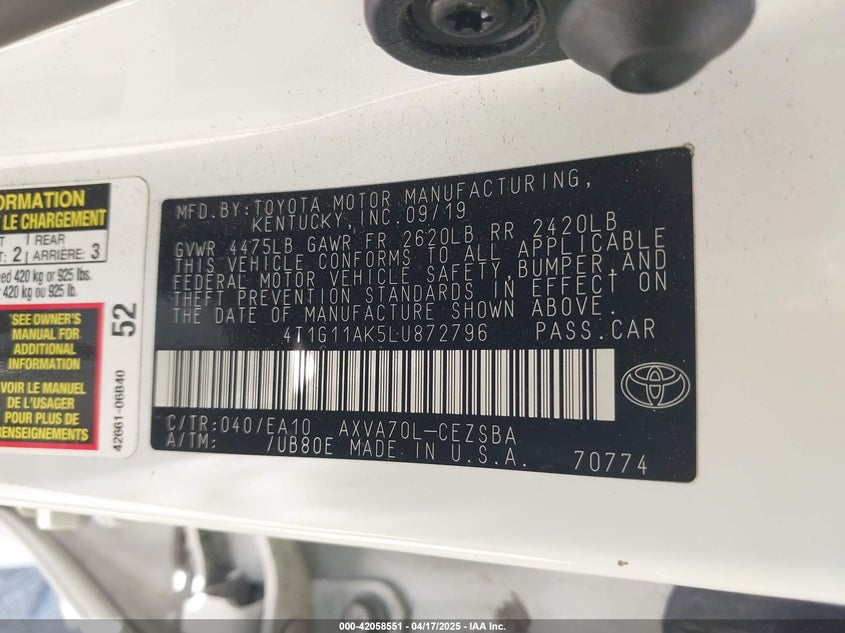 ORMATION
LE CHARGEMENT
REAR
: 2 ARRIÈRE: 3
ed 420 kg or 925 lbs.
420 kg ou 925 lb.
SEE OWNER'S
MANUAL FOR
ADDITIONAL
INFORMATION
VOIR LE MANUEL
DE L'USAGER
POUR PLUS DE
RENSEIGNEMENTS
52
42661-06B40
MFD.BY:TOYOTA MOTOR MANUFACTURING,
KENTUCKY, INC.09/19
GVWR 4475LB GAWR FR 2620LB RR 2420LB
THIS VEHICLE CONFORMS TO ALL APPLICABLE
FEDERAL MOTOR VEHICLE SAFETY,BUMPER,AND
THEFT PREVENTION STANDARDS IN EFFECT ON
THE DATE OF MANUFACTURE SHOWN ABOVE.
4T1G11AK5LU872796 PASS.CAR
C/TR:040/EA10 AXVA70L-CEZSBA
A/TM: /UB80E MADE IN U.S.A. 70774
000-42058551 | 04/17/2025 - IAA Inc.